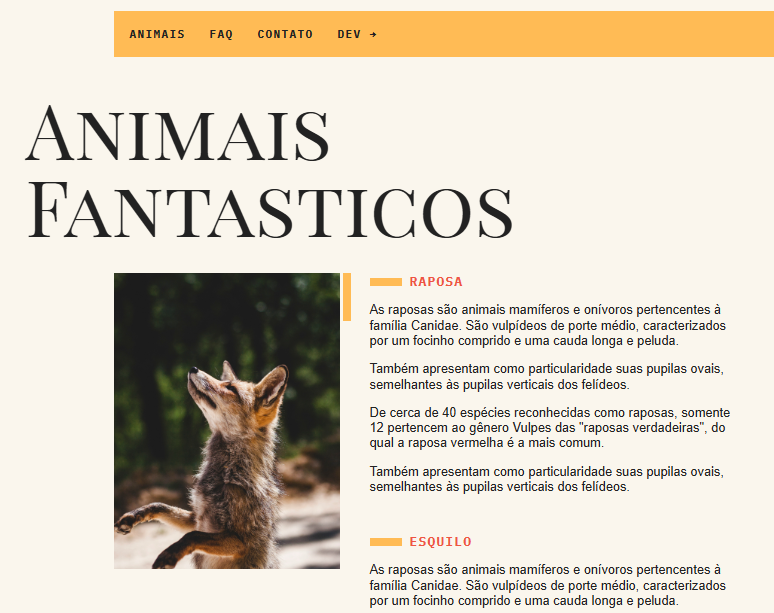 ANIMAIS FAQ CONTATO DEV →
ANIMAIS
FANTASTICOS
RAPOSA
As raposas são animais mamíferos e onívoros pertencentes à
família Canidae. São vulpídeos de porte médio, caracterizados
por um focinho comprido e uma cauda longa e peluda.
Também apresentam como particularidade suas pupilas ovais,
semelhantes às pupilas verticais dos felídeos.
De cerca de 40 espécies reconhecidas como raposas, somente
12 pertencem ao gênero Vulpes das "raposas verdadeiras", do
qual a raposa vermelha é a mais comum.
Também apresentam como particularidade suas pupilas ovais,
semelhantes às pupilas verticais dos felídeos.
ESQUILO
As raposas são animais mamíferos e onívoros pertencentes à
família Canidae. São vulpídeos de porte médio, caracterizados
por um focinho comprido e uma cauda longa e peluda.